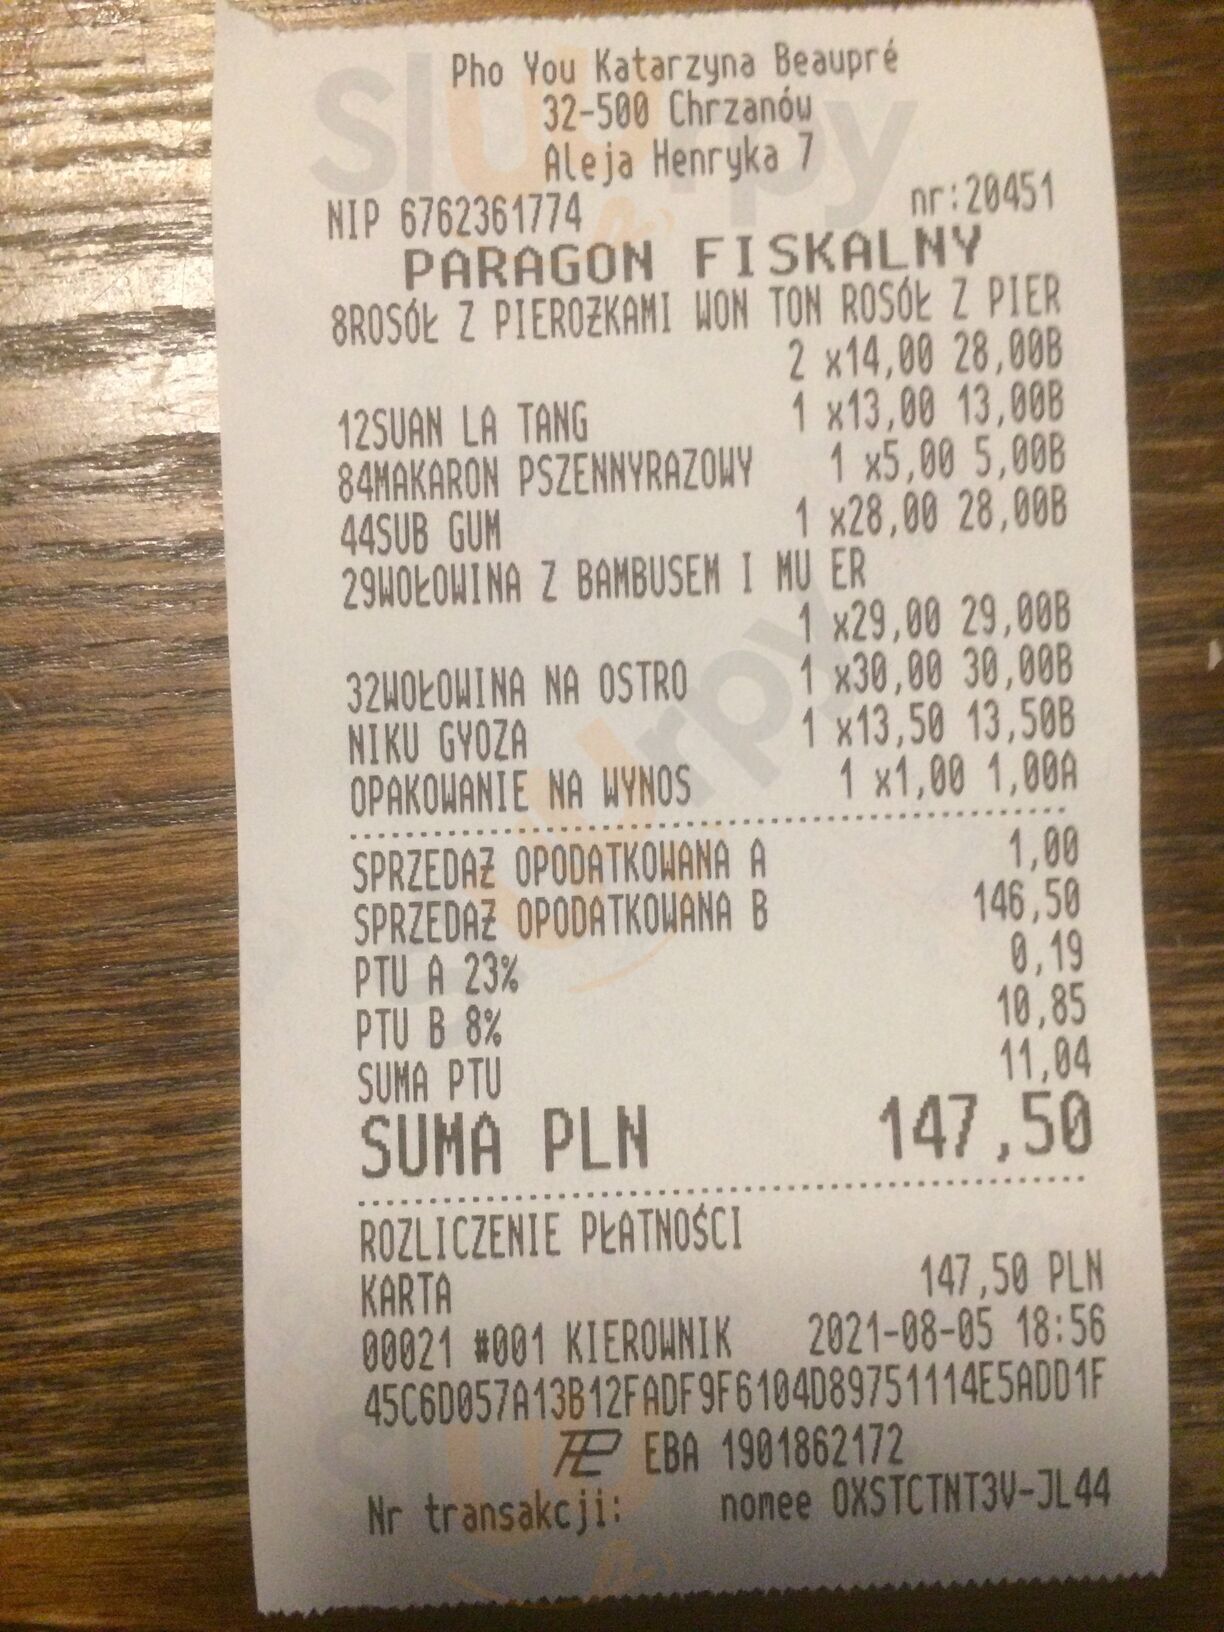 Pho You Katarzyna Beaupré
32-500 Chrzanów
Aleja Henryka 7
NIP 6762361774 nr:20451
PARAGON FISKALNY
8ROSÓŁ Z PIEROŻKAMI WON TON ROSÓŁ Z PIER
2 x14,00 28,00B
12SUAN LA TANG 1 x13,00 13,00B
84MAKARON PSZENNYRAZOWY 1 x5,00 5,00B
44SUB GUM 1 x28,00 28,00B
29WOŁOWINA Z BAMBUSEM I MU ER
1 x29,00 29,00B
32WOŁOWINA NA OSTRO 1 x30,00 30,00B
NIKU GYOZA 1 x13,50 13,50B
OPAKOWANIE NA WYNOS 1 x1,00 1,00A
SPRZEDAŻ OPODATKOWANA A 1,00
SPRZEDAŻ OPODATKOWANA B 146,50
PTU A 23% 0,19
PTU B 8% 10,85
SUMA PTU 11,04
SUMA PLN 147,50
ROZLICZENIE PŁATNOŚCI
KARTA 147,50 PLN
00021 #001 KIEROWNIK 2021-08-05 18:56
45C6D057A13B12FADF9F6104D89751114E5ADD1F
EBA 1901862172
Nr transakcji: nomee OXSTCTNT3V-JL44
Slurpy
Slurpy
Slurpy